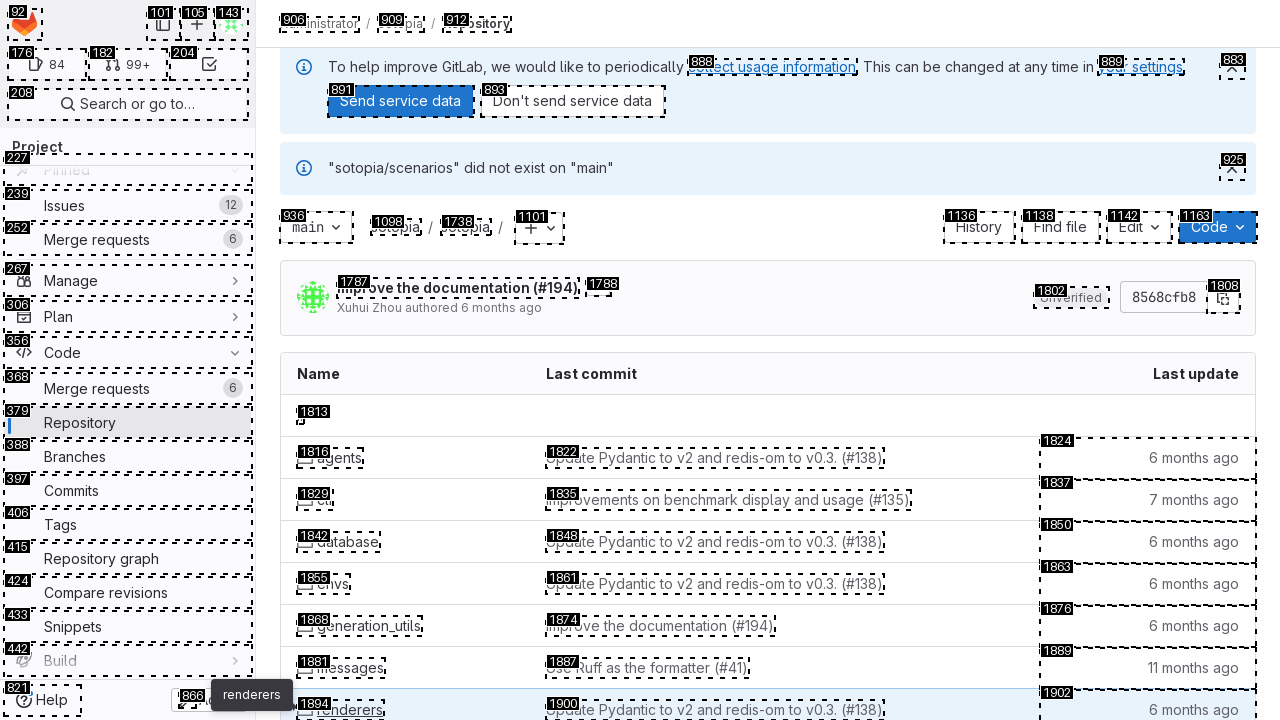 92
101
105
143
176
84
182
99+
204
208
Search or go to…
Project
227
Pinned
239
Issues
12
252
Merge requests
6
267
Manage
306
Plan
356
Code
368
Merge requests
6
379
Repository
388
Branches
397
Commits
406
Tags
415
Repository graph
424
Compare revisions
433
Snippets
442
Build
821
Help
866
renderers
906
Administrator
/
909
/
912
Repository
To help improve GitLab, we would like to periodically
888
collect usage information
. This can be changed at any time in
889
your settings
.
883
891
Send service data
893
Don't send service data
"sotopia/scenarios" did not exist on "main"
925
936
main
1098
sotopia
/
1738
sotopia
/
1101
1136
History
1138
Find file
1142
Edit
1163
Code
1787
Improve the documentation (#194)
1788
Xuhui Zhou authored 6 months ago
1802
Unverified
8568cfb8
1808
Name
Last commit
Last update
1813
1816
agents
1822
Update Pydantic to v2 and redis-om to v0.3. (#138)
1824
6 months ago
1829
1835
Improvements on benchmark display and usage (#135)
1837
7 months ago
1842
database
1848
Update Pydantic to v2 and redis-om to v0.3. (#138)
1850
6 months ago
1855
envs
1861
Update Pydantic to v2 and redis-om to v0.3. (#138)
1863
6 months ago
1868
generation_utils
1874
Improve the documentation (#194)
1876
6 months ago
1881
messages
1887
Use Ruff as the formatter (#41)
1889
11 months ago
1894
renderers
1900
Update Pydantic to v2 and redis-om to v0.3. (#138)
1902
6 months ago